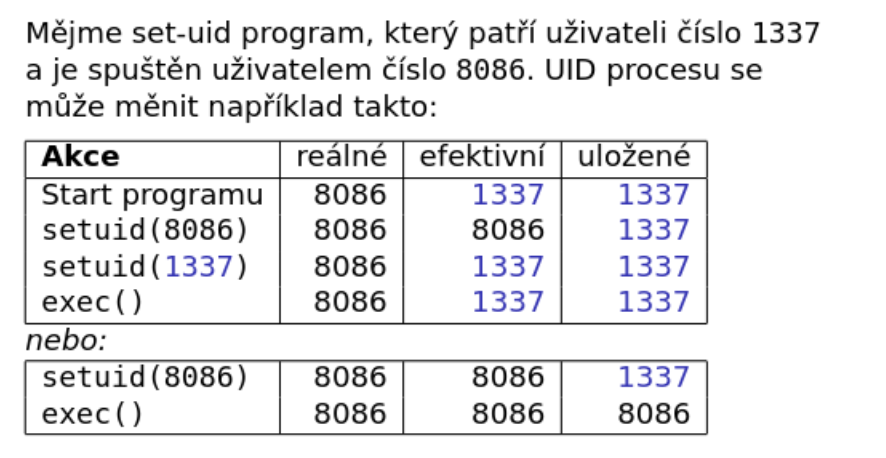 Mějme set-uid program, který patří uživateli číslo 1337
a je spuštěn uživatelem číslo 8086. UID procesu se
může měnit například takto:
Akce reálné efektivní uložené
Start programu 8086 1337 1337
setuid(8086) 8086 8086 1337
setuid(1337) 8086 1337 1337
exec() 8086 1337 1337
nebo:
setuid(8086) 8086 8086 1337
exec() 8086 8086 8086